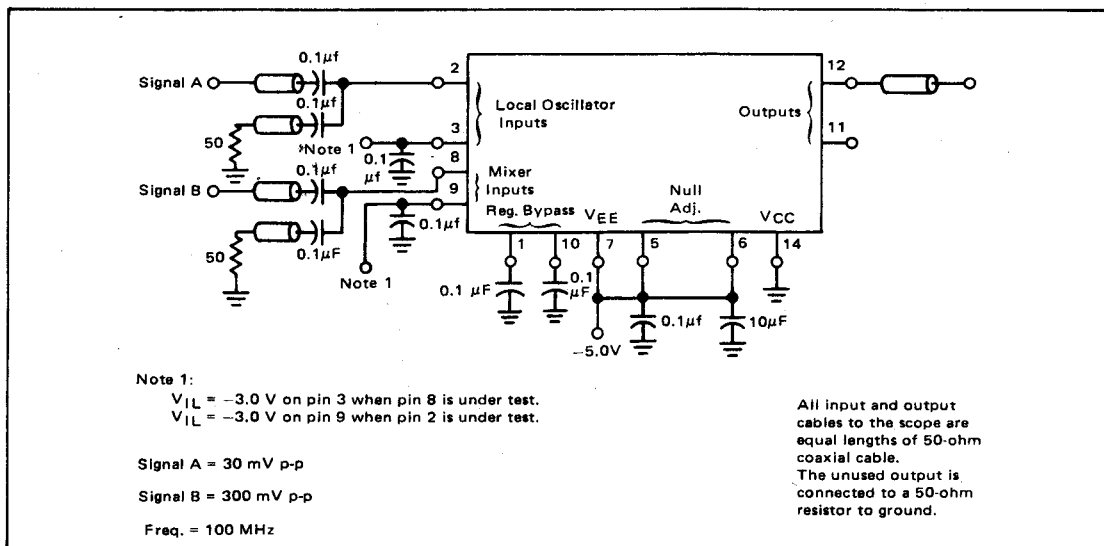 0.1µf
Signal A
0.1µf
50
2
Local Oscillator
Inputs
3
Note 1
0.1
µf
8
0.1µf
Signal B
Mixer
Inputs
9
Reg. Bypass
0.1µf
0.1µF
50
Note 1
12
Outputs
11
Null
Adj.
VEE
VCC
1
10
7
5
6
14
0.1
µF
0.1
µF
0.1µf
10µF
−5.0V
Note 1:
VIL = −3.0 V on pin 3 when pin 8 is under test.
VIL = −3.0 V on pin 9 when pin 2 is under test.
Signal A = 30 mV p-p
Signal B = 300 mV p-p
Freq. = 100 MHz
All input and output
cables to the scope are
equal lengths of 50-ohm
coaxial cable.
The unused output is
connected to a 50-ohm
resistor to ground.